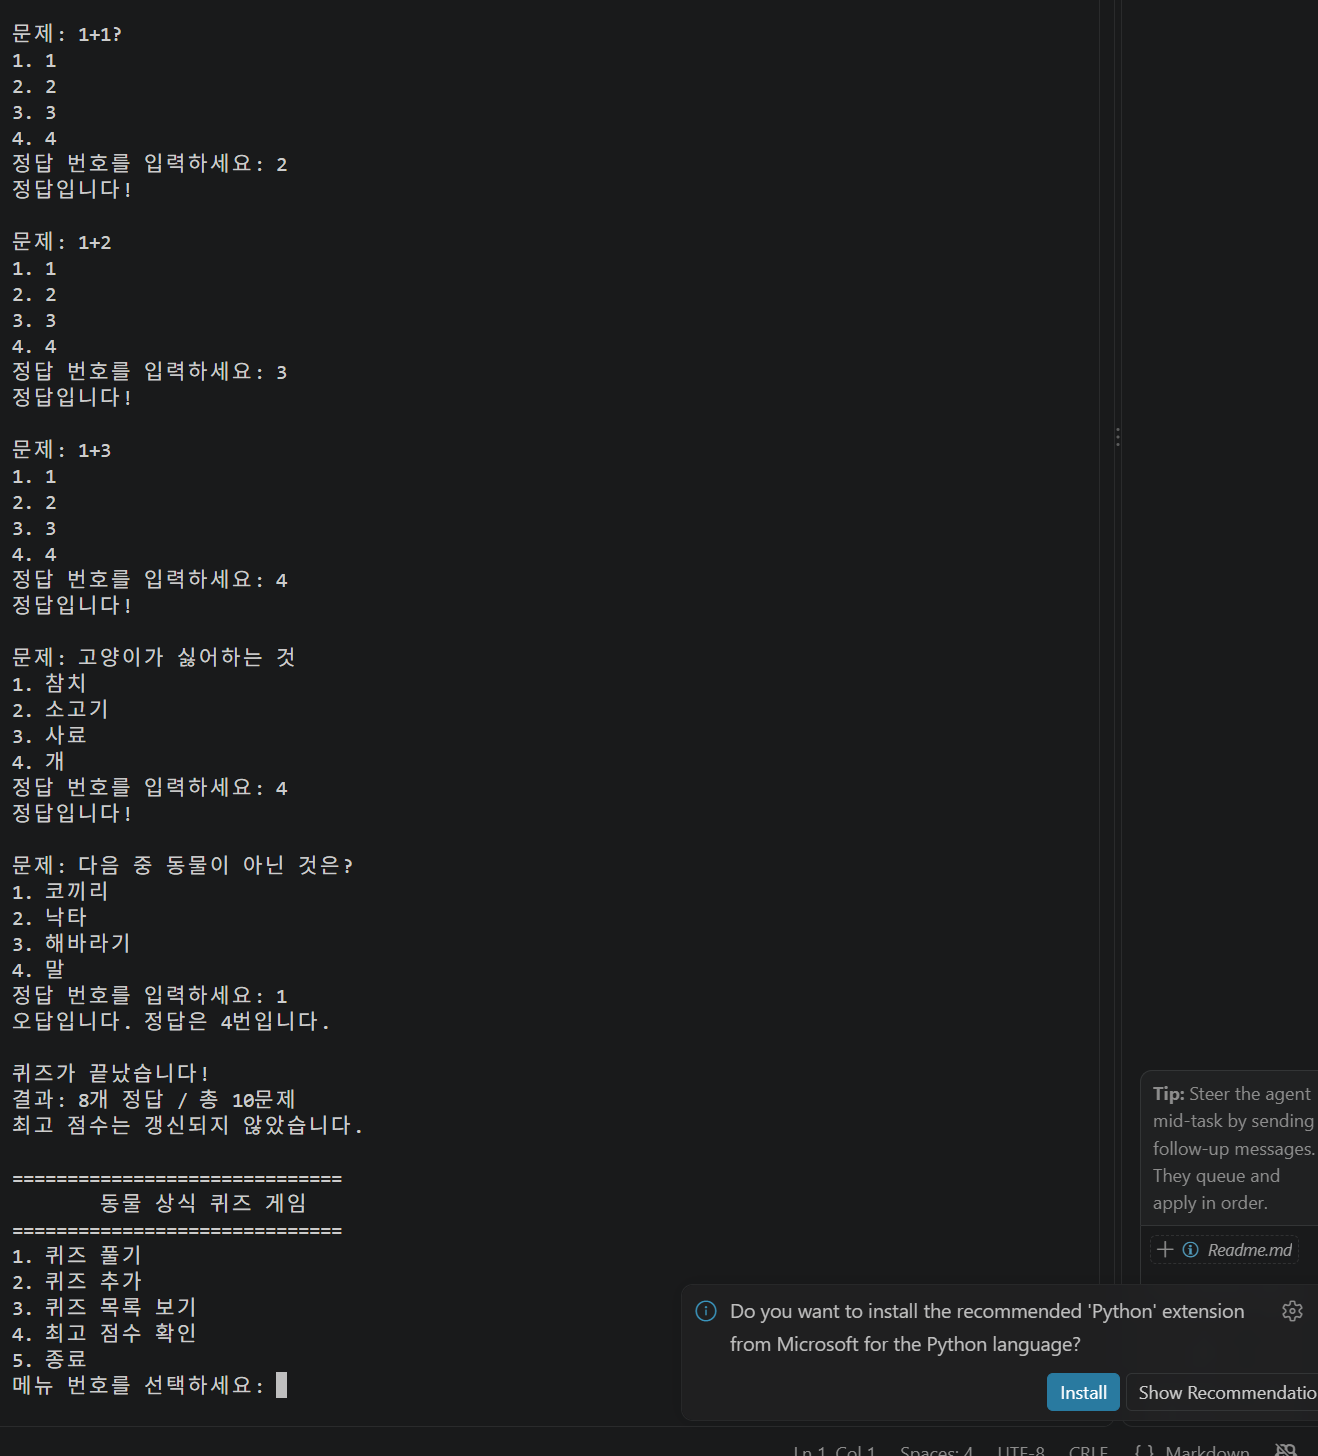 문제: 1+1?
1. 1
2. 2
3. 3
4. 4
정답 번호를 입력하세요: 2
정답입니다!
문제: 1+2
1. 1
2. 2
3. 3
4. 4
정답 번호를 입력하세요: 3
정답입니다!
문제: 1+3
1. 1
2. 2
3. 3
4. 4
정답 번호를 입력하세요: 4
정답입니다!
문제: 고양이가 싫어하는 것
1. 참치
2. 소고기
3. 사료
4. 개
정답 번호를 입력하세요: 4
정답입니다!
문제: 다음 중 동물이 아닌 것은?
1. 코끼리
2. 낙타
3. 해바라기
4. 말
정답 번호를 입력하세요: 1
오답입니다. 정답은 4번입니다.
퀴즈가 끝났습니다!
결과: 8개 정답 / 총 10문제
최고 점수는 갱신되지 않았습니다.
==============================
동물 상식 퀴즈 게임
==============================
1. 퀴즈 풀기
2. 퀴즈 추가
3. 퀴즈 목록 보기
4. 최고 점수 확인
5. 종료
메뉴 번호를 선택하세요:
Tip: Steer the agent
mid-task by sending
follow-up messages.
They queue and
apply in order.
Readme.md
Do you want to install the recommended 'Python' extension
from Microsoft for the Python language?
Install
Show Recommendatio
Ln 1, Col 1 Spaces: 4 UTF-8 CRLF {} Markdown